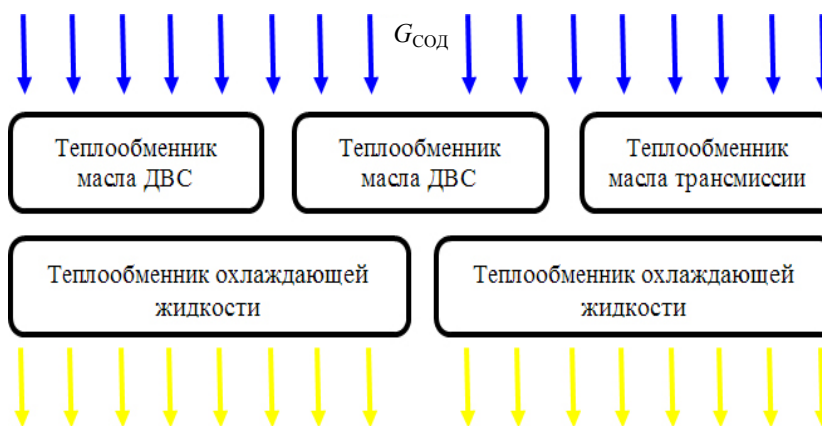 GСОД
Теплообменник
масла ДВС
Теплообменник
масла ДВС
Теплообменник
масла трансмиссии
Теплообменник охлаждающей
жидкости
Теплообменник охлаждающей
жидкости